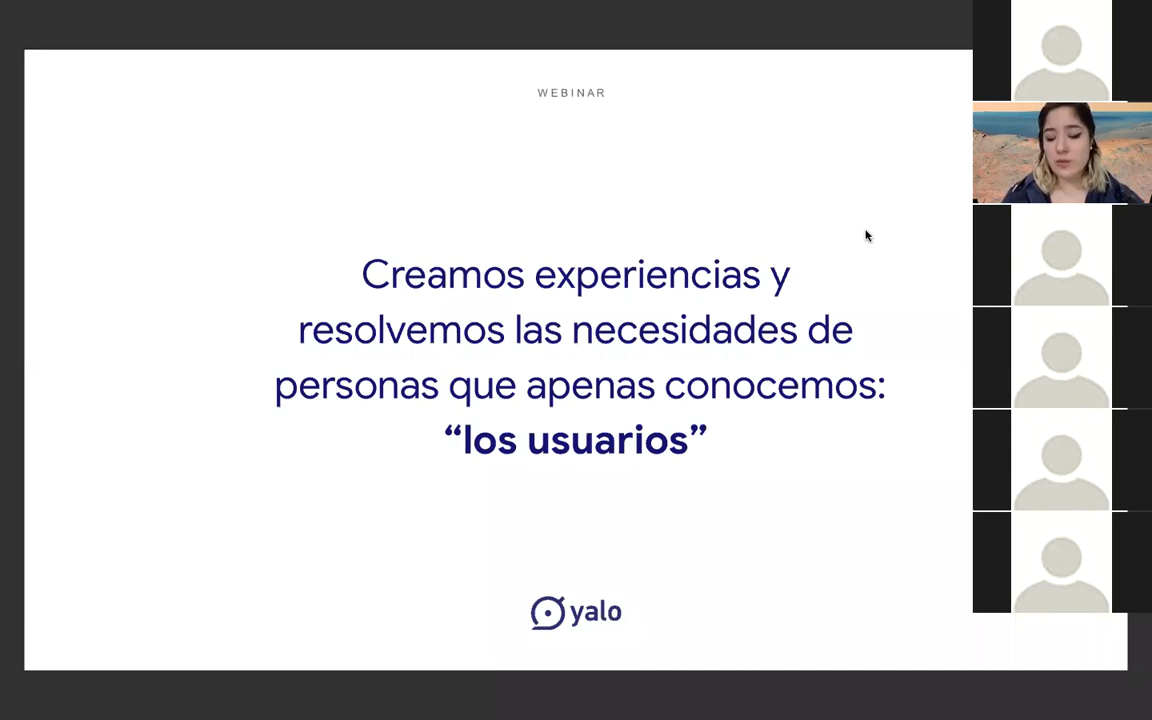 WEBINAR
Creamos experiencias y
resolvemos las necesidades de
personas que apenas conocemos:
“los usuarios”
yalo